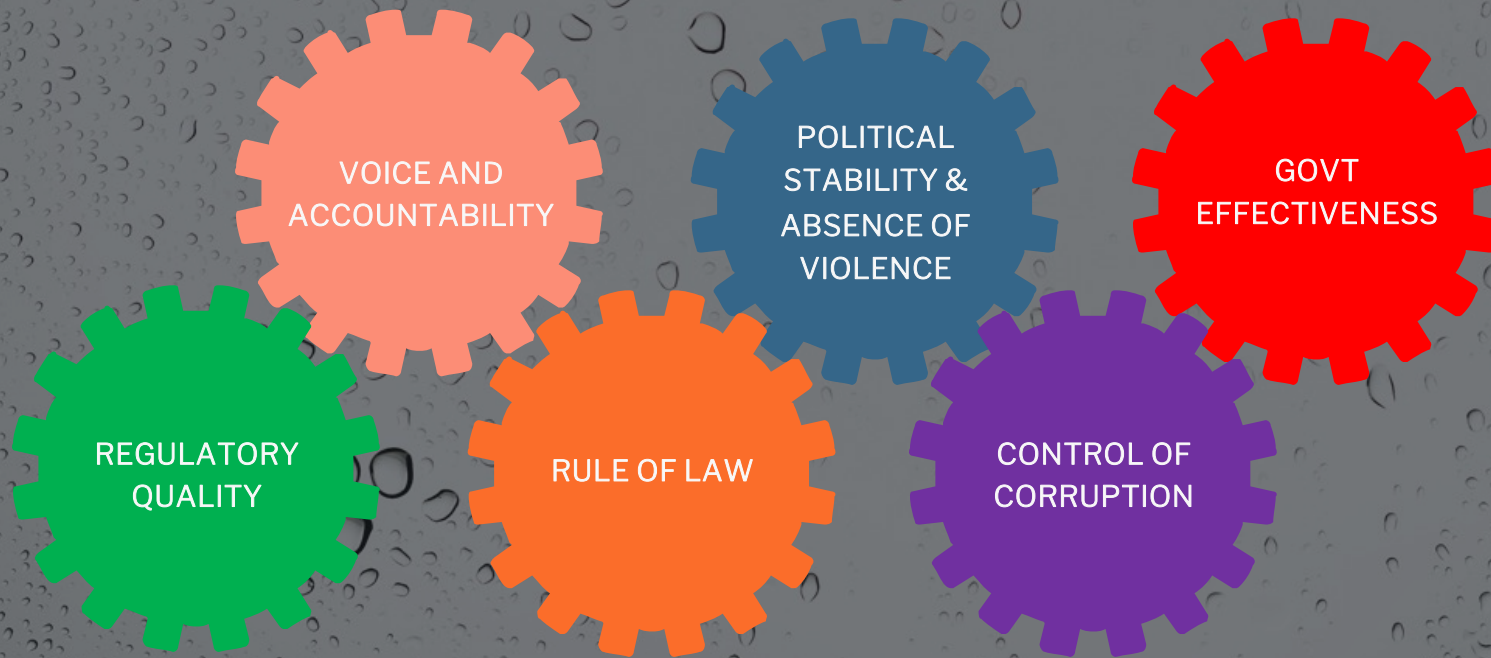 VOICE AND
ACCOUNTABILITY
POLITICAL
STABILITY &
ABSENCE OF
VIOLENCE
GOVT
EFFECTIVENESS
REGULATORY
QUALITY
RULE OF LAW
CONTROL OF
CORRUPTION